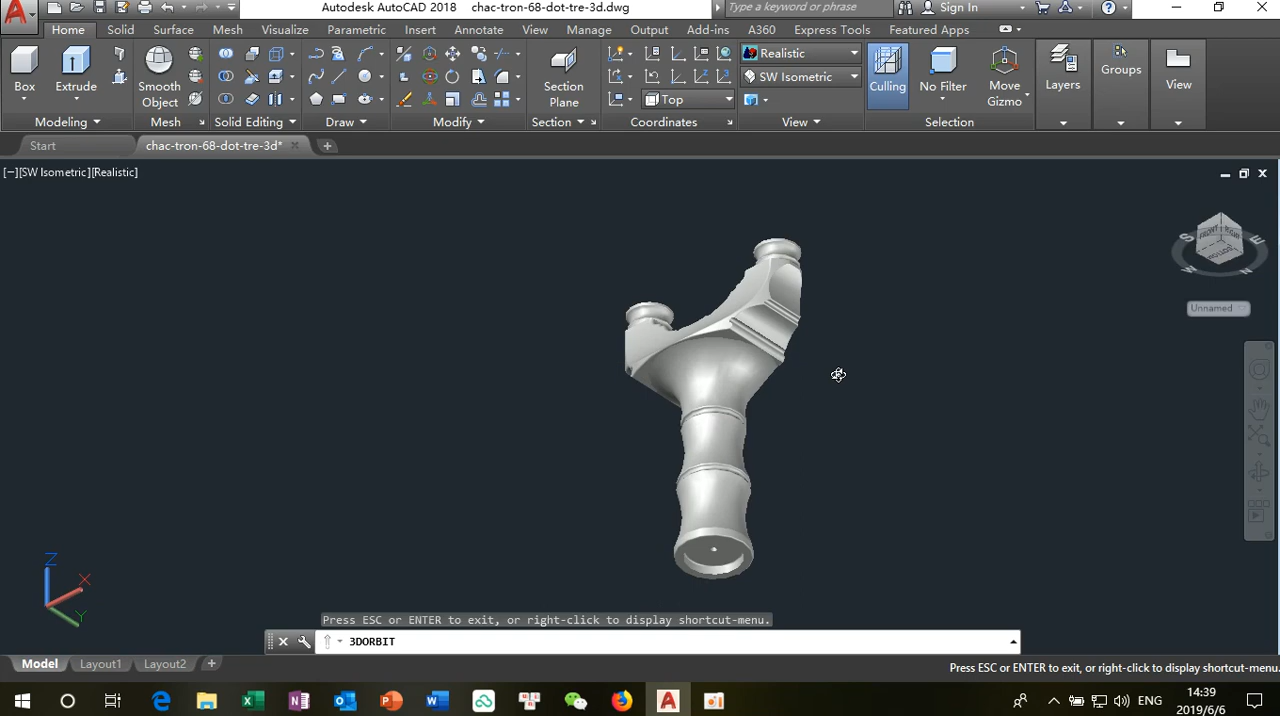 Autodesk AutoCAD 2018 chac-tron-68-dot-tre-3d.dwg
Type a keyword or phrase
Sign In
Home Solid Surface Mesh Visualize Parametric Insert Annotate View Manage Output Add-ins A360 Express Tools Featured Apps
Box
Extrude
Smooth Object
Section Plane
Realistic
SW Isometric
Top
Culling
No Filter
Move Gizmo
Layers
Groups
View
Modeling
Mesh
Solid Editing
Draw
Modify
Section
Coordinates
View
Selection
Start
chac-tron-68-dot-tre-3d*
[−][SW Isometric][Realistic]
S
E
W
N
FRONT
RIGHT
BOTTOM
Unnamed
Z
X
Y
Press ESC or ENTER to exit, or right-click to display shortcut-menu.
3DORBIT
Model Layout1 Layout2
Press ESC or ENTER to exit, or right-click to display shortcut-menu.
ENG
14:39
2019/6/6